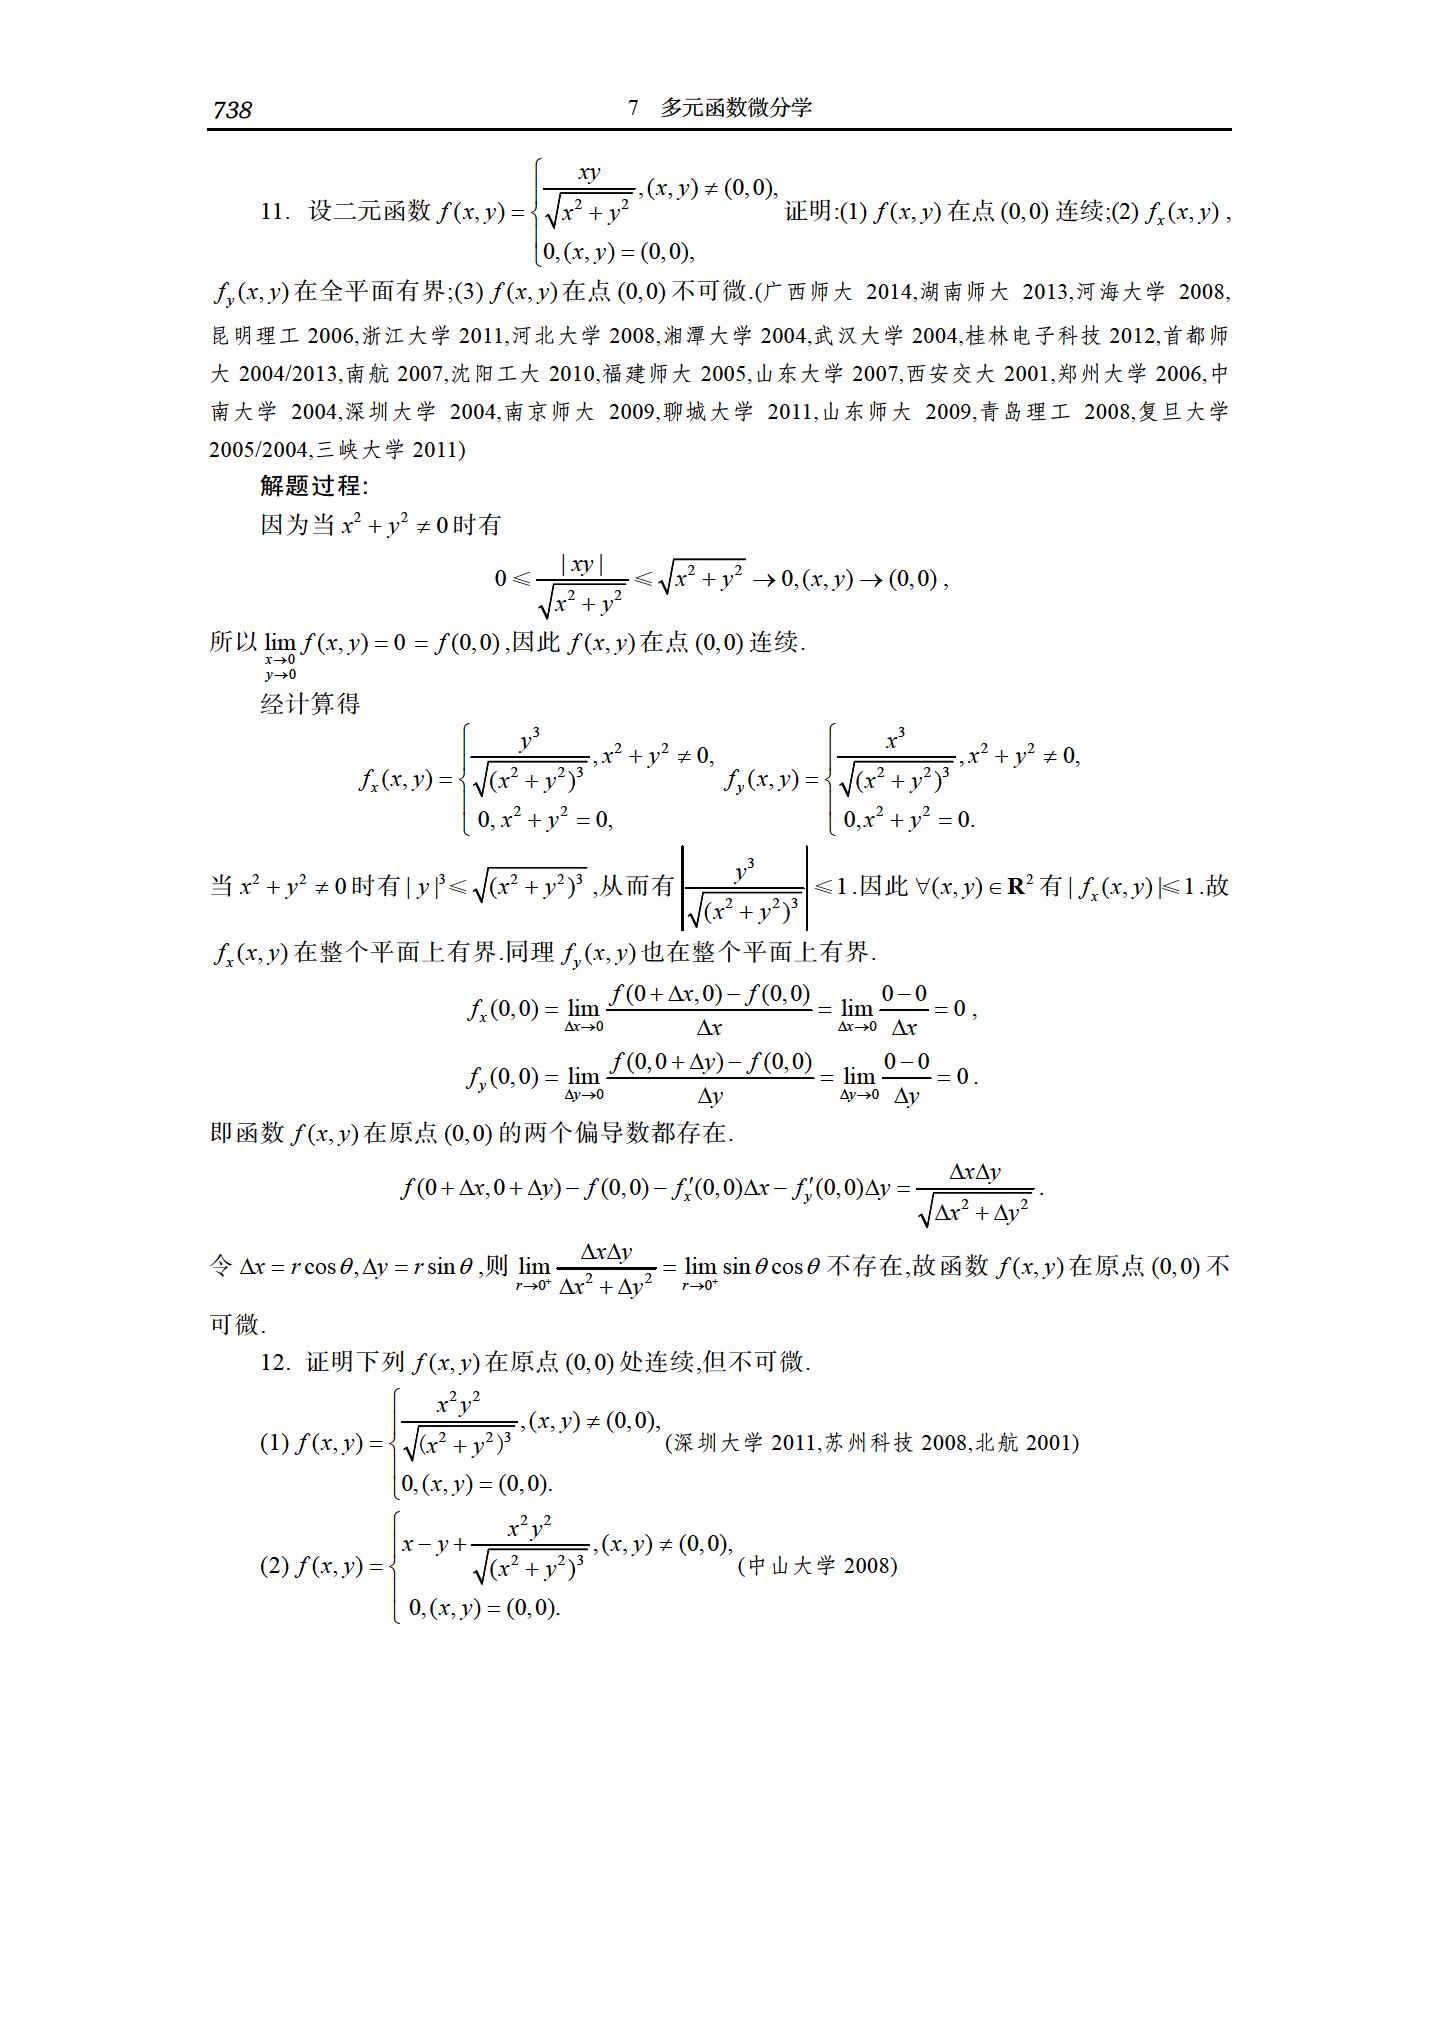 738 7 多元函数微分学
11. 设二元函数 $f(x,y)=\begin{cases}\dfrac{xy}{\sqrt{x^2+y^2}},(x,y)\neq(0,0),\\0,(x,y)=(0,0),\end{cases}$ 证明:(1) $f(x,y)$ 在点 $(0,0)$ 连续;(2) $f_x(x,y)$ ,
$f_y(x,y)$ 在全平面有界;(3) $f(x,y)$ 在点 $(0,0)$ 不可微.(广西师大 2014,湖南师大 2013,河海大学 2008,
昆明理工 2006,浙江大学 2011,河北大学 2008,湘潭大学 2004,武汉大学 2004,桂林电子科技 2012,首都师
大 2004/2013,南航 2007,沈阳工大 2010,福建师大 2005,山东大学 2007,西安交大 2001,郑州大学 2006,中
南大学 2004,深圳大学 2004,南京师大 2009,聊城大学 2011,山东师大 2009,青岛理工 2008,复旦大学
2005/2004,三峡大学 2011)
解题过程:
因为当 $x^2+y^2\neq0$ 时有
$0\leqslant\dfrac{|xy|}{\sqrt{x^2+y^2}}\leqslant\sqrt{x^2+y^2}\to0,(x,y)\to(0,0)$ ,
所以 $\lim\limits_{\substack{x\to0\\y\to0}}f(x,y)=0=f(0,0)$ ,因此 $f(x,y)$ 在点 $(0,0)$ 连续.
经计算得
$f_x(x,y)=\begin{cases}\dfrac{y^3}{\sqrt{(x^2+y^2)^3}},x^2+y^2\neq0,\\0,x^2+y^2=0,\end{cases}$ $f_y(x,y)=\begin{cases}\dfrac{x^3}{\sqrt{(x^2+y^2)^3}},x^2+y^2\neq0,\\0,x^2+y^2=0.\end{cases}$
当 $x^2+y^2\neq0$ 时有 $|y|^3\leqslant\sqrt{(x^2+y^2)^3}$ ,从而有 $\left|\dfrac{y^3}{\sqrt{(x^2+y^2)^3}}\right|\leqslant1$ .因此 $\forall(x,y)\in\mathbf{R}^2$ 有 $|f_x(x,y)|\leqslant1$ .故
$f_x(x,y)$ 在整个平面上有界.同理 $f_y(x,y)$ 也在整个平面上有界.
$f_x(0,0)=\lim\limits_{\Delta x\to0}\dfrac{f(0+\Delta x,0)-f(0,0)}{\Delta x}=\lim\limits_{\Delta x\to0}\dfrac{0-0}{\Delta x}=0$ ,
$f_y(0,0)=\lim\limits_{\Delta y\to0}\dfrac{f(0,0+\Delta y)-f(0,0)}{\Delta y}=\lim\limits_{\Delta y\to0}\dfrac{0-0}{\Delta y}=0$ .
即函数 $f(x,y)$ 在原点 $(0,0)$ 的两个偏导数都存在.
$f(0+\Delta x,0+\Delta y)-f(0,0)-f_x'(0,0)\Delta x-f_y'(0,0)\Delta y=\dfrac{\Delta x\Delta y}{\sqrt{\Delta x^2+\Delta y^2}}$ .
令 $\Delta x=r\cos\theta,\Delta y=r\sin\theta$ ,则 $\lim\limits_{r\to0^+}\dfrac{\Delta x\Delta y}{\Delta x^2+\Delta y^2}=\lim\limits_{r\to0^+}\sin\theta\cos\theta$ 不存在,故函数 $f(x,y)$ 在原点 $(0,0)$ 不
可微.
12. 证明下列 $f(x,y)$ 在原点 $(0,0)$ 处连续,但不可微.
(1) $f(x,y)=\begin{cases}\dfrac{x^2y^2}{\sqrt{(x^2+y^2)^3}},(x,y)\neq(0,0),\\0,(x,y)=(0,0).\end{cases}$ (深圳大学 2011,苏州科技 2008,北航 2001)
(2) $f(x,y)=\begin{cases}x-y+\dfrac{x^2y^2}{\sqrt{(x^2+y^2)^3}},(x,y)\neq(0,0),\\0,(x,y)=(0,0).\end{cases}$ (中山大学 2008)